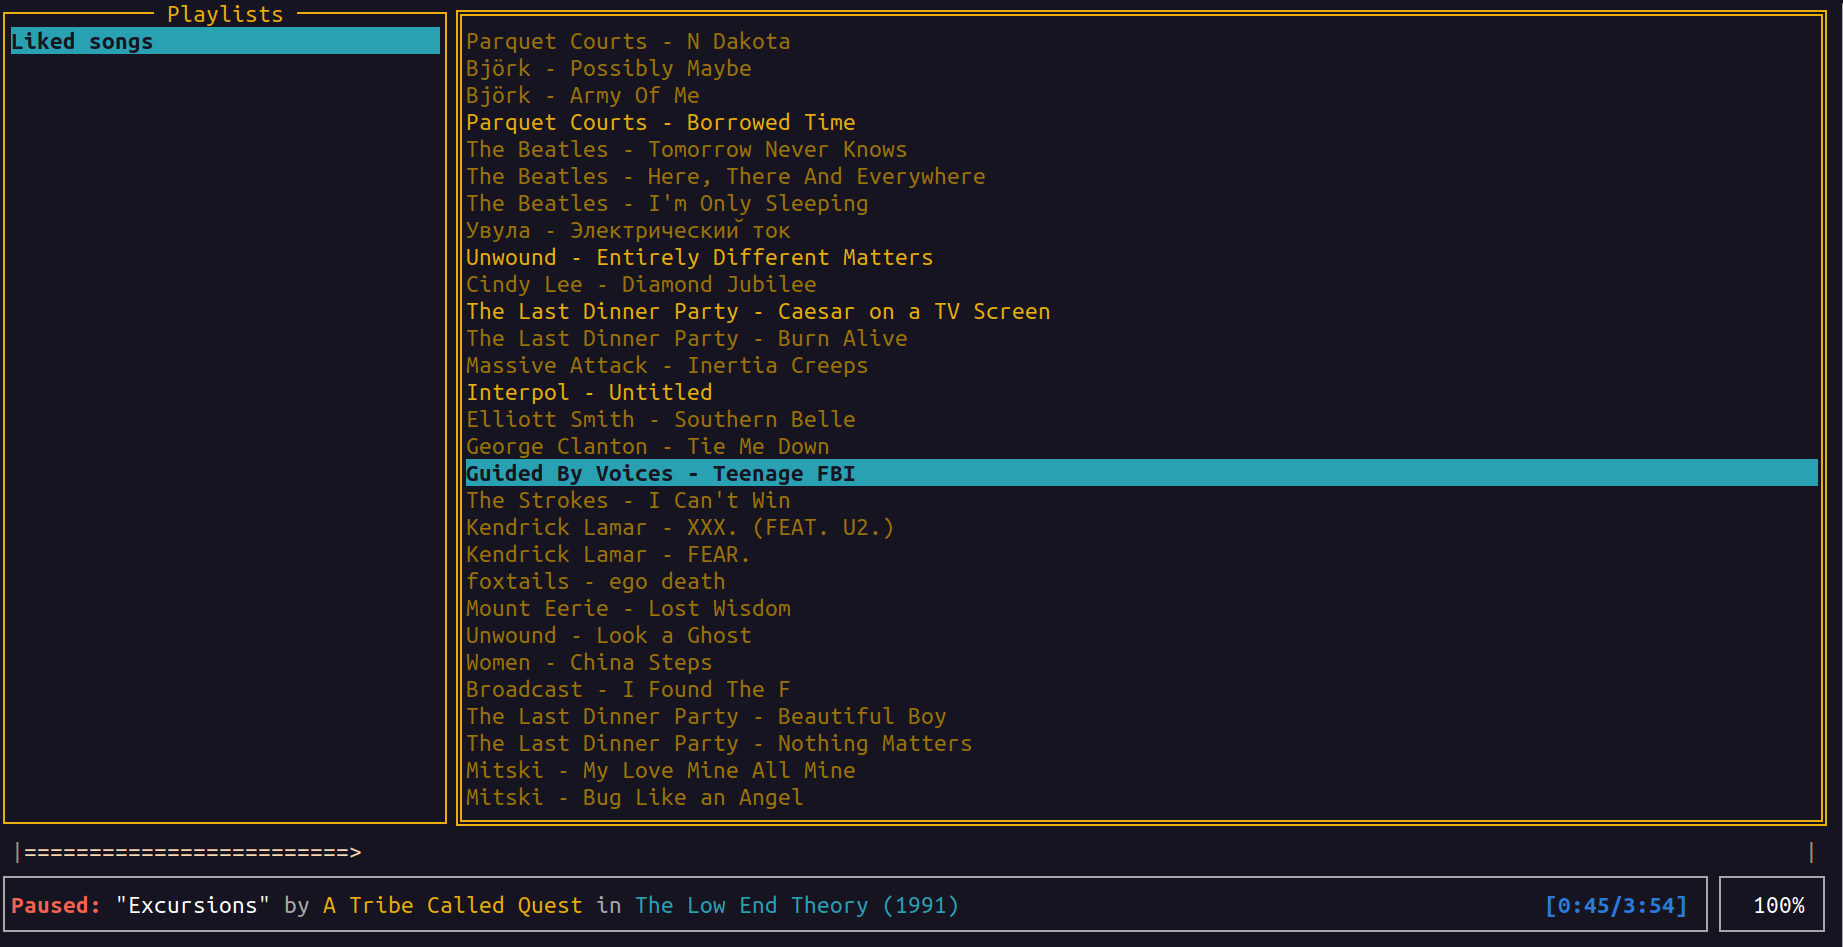 Playlists
Liked songs
Parquet Courts - N Dakota
Björk - Possibly Maybe
Björk - Army Of Me
Parquet Courts - Borrowed Time
The Beatles - Tomorrow Never Knows
The Beatles - Here, There And Everywhere
The Beatles - I'm Only Sleeping
Увула - Электрический ток
Unwound - Entirely Different Matters
Cindy Lee - Diamond Jubilee
The Last Dinner Party - Caesar on a TV Screen
The Last Dinner Party - Burn Alive
Massive Attack - Inertia Creeps
Interpol - Untitled
Elliott Smith - Southern Belle
George Clanton - Tie Me Down
Guided By Voices - Teenage FBI
The Strokes - I Can't Win
Kendrick Lamar - XXX. (FEAT. U2.)
Kendrick Lamar - FEAR.
foxtails - ego death
Mount Eerie - Lost Wisdom
Unwound - Look a Ghost
Women - China Steps
Broadcast - I Found The F
The Last Dinner Party - Beautiful Boy
The Last Dinner Party - Nothing Matters
Mitski - My Love Mine All Mine
Mitski - Bug Like an Angel
|=========================> |
Paused: "Excursions" by A Tribe Called Quest in The Low End Theory (1991) [0:45/3:54] 100%